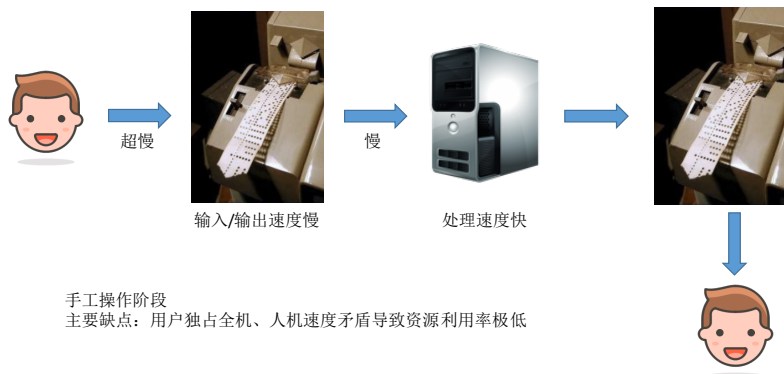 超慢
慢
输入/输出速度慢
处理速度快
手工操作阶段
主要缺点：用户独占全机、人机速度矛盾导致资源利用率极低